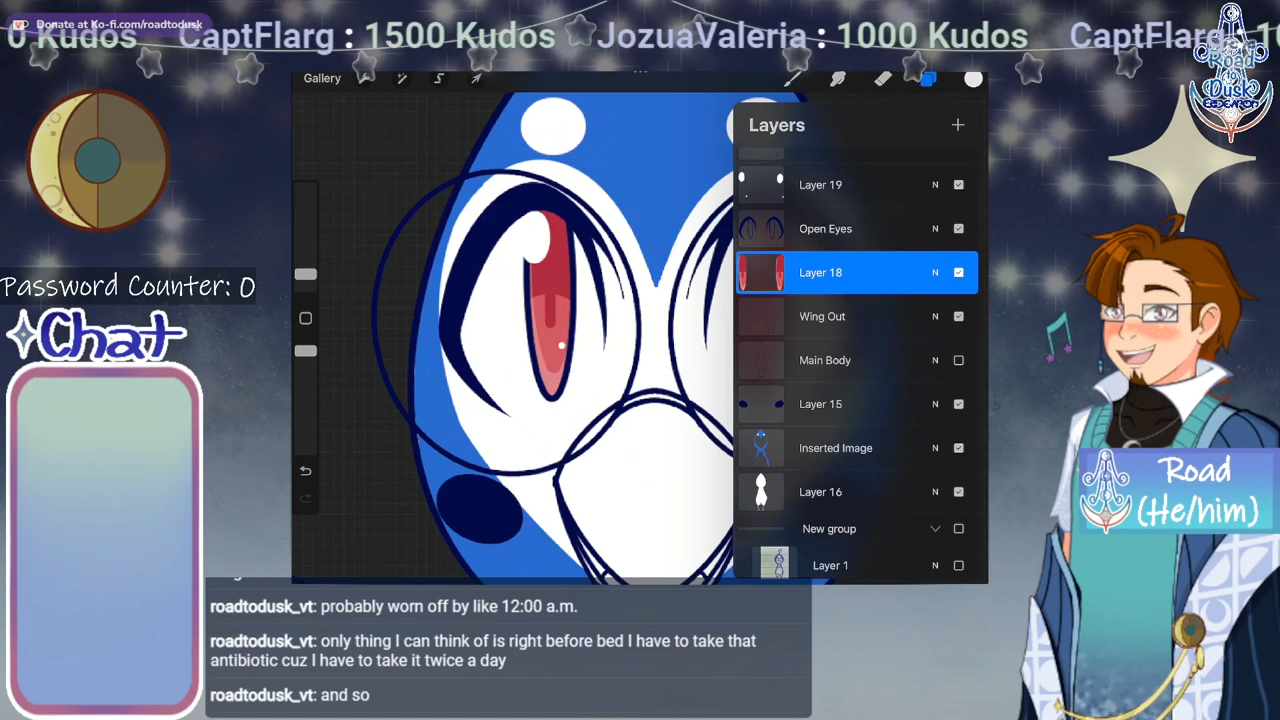 Donate at Ko-fi.com/roadtodusk
0 Kudos CaptFlarg : 1500 Kudos JozuaValeria : 1000 Kudos CaptFlarg
Road
to
Dusk
Gallery
Layers
Layer 19 N
Open Eyes N
Layer 18 N
Wing Out N
Main Body N
Layer 15 N
Inserted Image N
Layer 16 N
New group
Layer 1 N
Password Counter: 0
Chat
Road
(He/him)
roadtodusk_vt: probably worn off by like 12:00 a.m.
roadtodusk_vt: only thing I can think of is right before bed I have to take that
antibiotic cuz I have to take it twice a day
roadtodusk_vt: and so